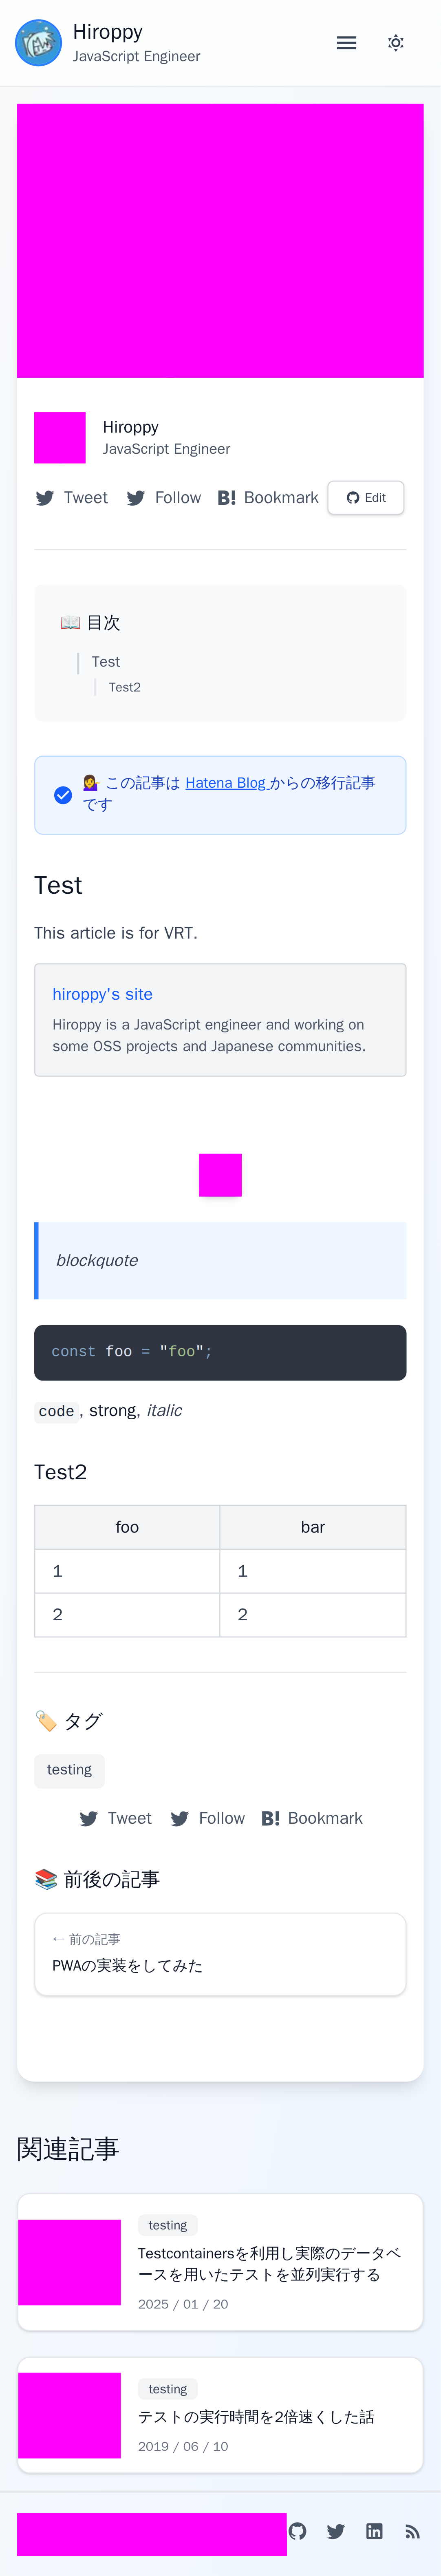 Hiroppy
JavaScript Engineer
Hiroppy
JavaScript Engineer
Tweet Follow B! Bookmark Edit
📖 目次
Test
Test2
💁‍♀️ この記事は Hatena Blog からの移行記事
です
Test
This article is for VRT.
hiroppy's site
Hiroppy is a JavaScript engineer and working on
some OSS projects and Japanese communities.
blockquote
const foo = "foo";
code, strong, italic
Test2
foo bar
1 1
2 2
🏷️ タグ
testing
Tweet Follow B! Bookmark
📚 前後の記事
← 前の記事
PWAの実装をしてみた
関連記事
testing
Testcontainersを利用し実際のデータベ
ースを用いたテストを並列実行する
2025 / 01 / 20
testing
テストの実行時間を2倍速くした話
2019 / 06 / 10